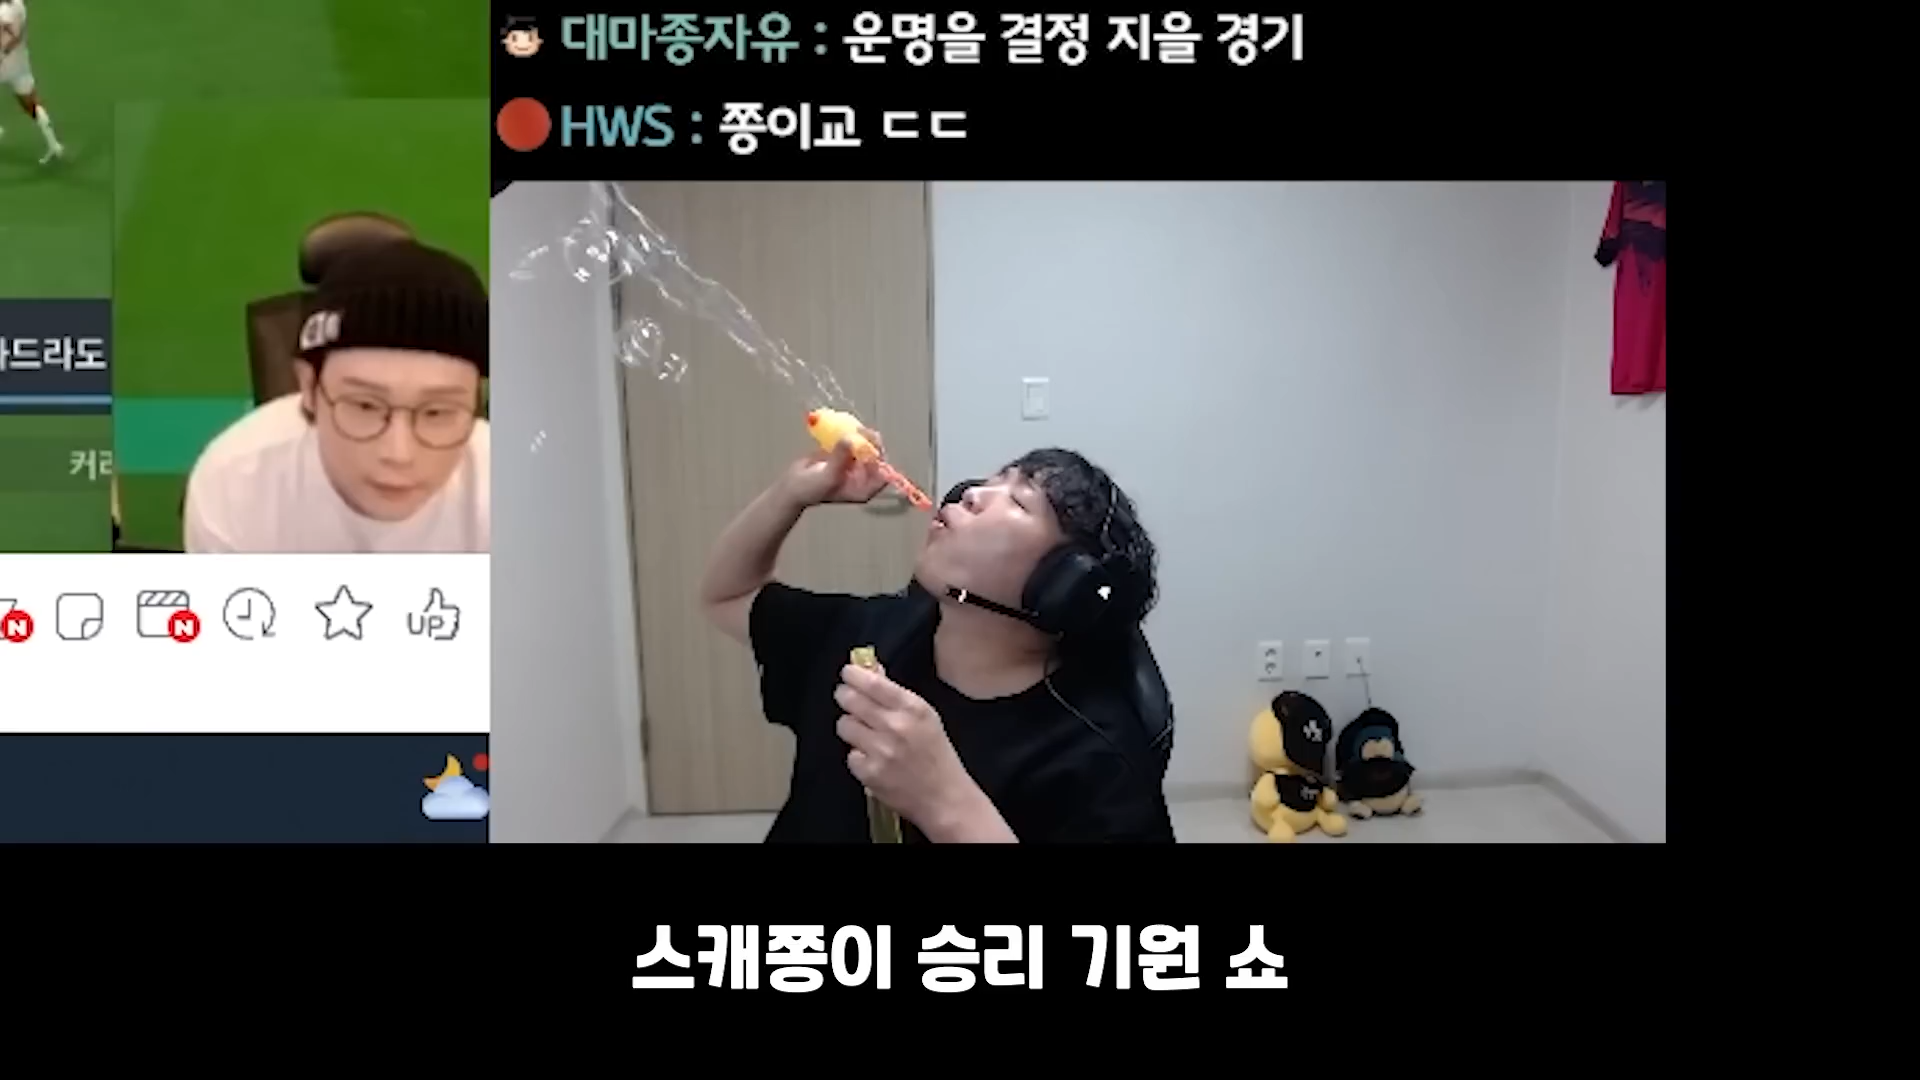 대마종자유 : 운명을 결정 지을 경기
HWS : 쫑이교 ㄷㄷ
드라도
커리
N
N
UP
스캐쫑이 승리 기원 쇼